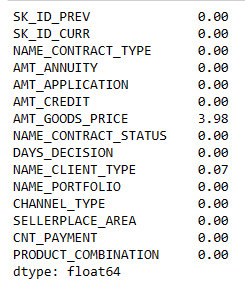 SK_ID_PREV 0.00
SK_ID_CURR 0.00
NAME_CONTRACT_TYPE 0.00
AMT_ANNUITY 0.00
AMT_APPLICATION 0.00
AMT_CREDIT 0.00
AMT_GOODS_PRICE 3.98
NAME_CONTRACT_STATUS 0.00
DAYS_DECISION 0.00
NAME_CLIENT_TYPE 0.07
NAME_PORTFOLIO 0.00
CHANNEL_TYPE 0.00
SELLERPLACE_AREA 0.00
CNT_PAYMENT 0.00
PRODUCT_COMBINATION 0.00
dtype: float64